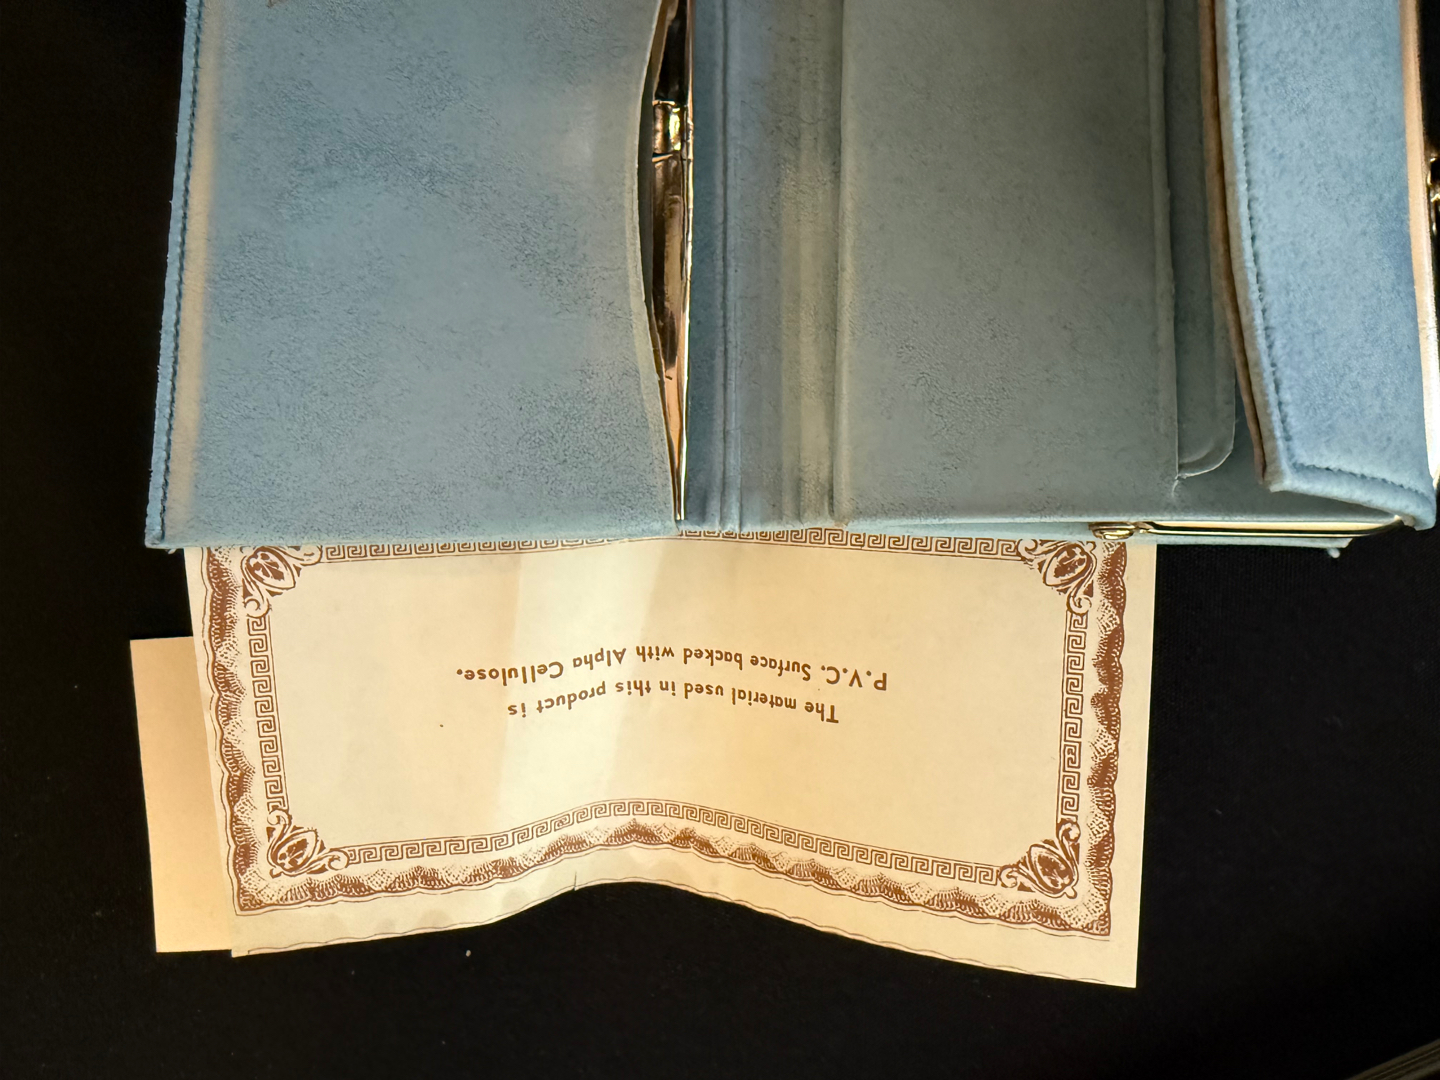 The material used in this product is
P.V.C. Surface backed with Alpha Cellulose.